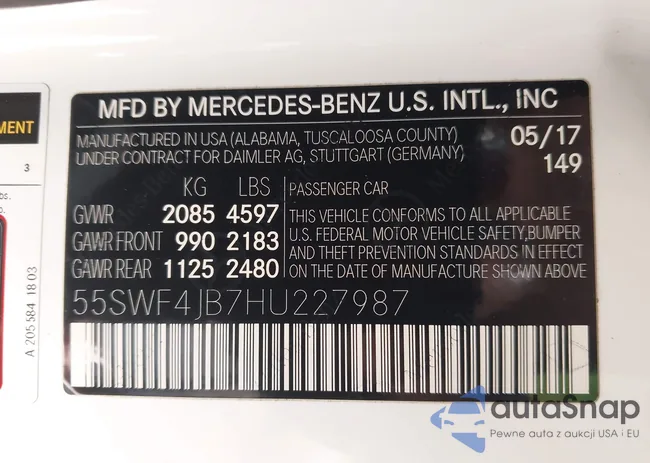 MENT
3
bs.
A 205 584 18 03
MFD BY MERCEDES-BENZ U.S. INTL., INC
MANUFACTURED IN USA (ALABAMA, TUSCALOOSA COUNTY) 05/17
UNDER CONTRACT FOR DAIMLER AG, STUTTGART (GERMANY) 149
KG LBS PASSENGER CAR
GVWR 2085 4597
GAWR FRONT 990 2183
GAWR REAR 1125 2480
THIS VEHICLE CONFORMS TO ALL APPLICABLE
U.S. FEDERAL MOTOR VEHICLE SAFETY, BUMPER
AND THEFT PREVENTION STANDARDS IN EFFECT
ON THE DATE OF MANUFACTURE SHOWN ABOVE
55SWF4JB7HU227987
autaSnap
Pewne auta z aukcji USA i EU